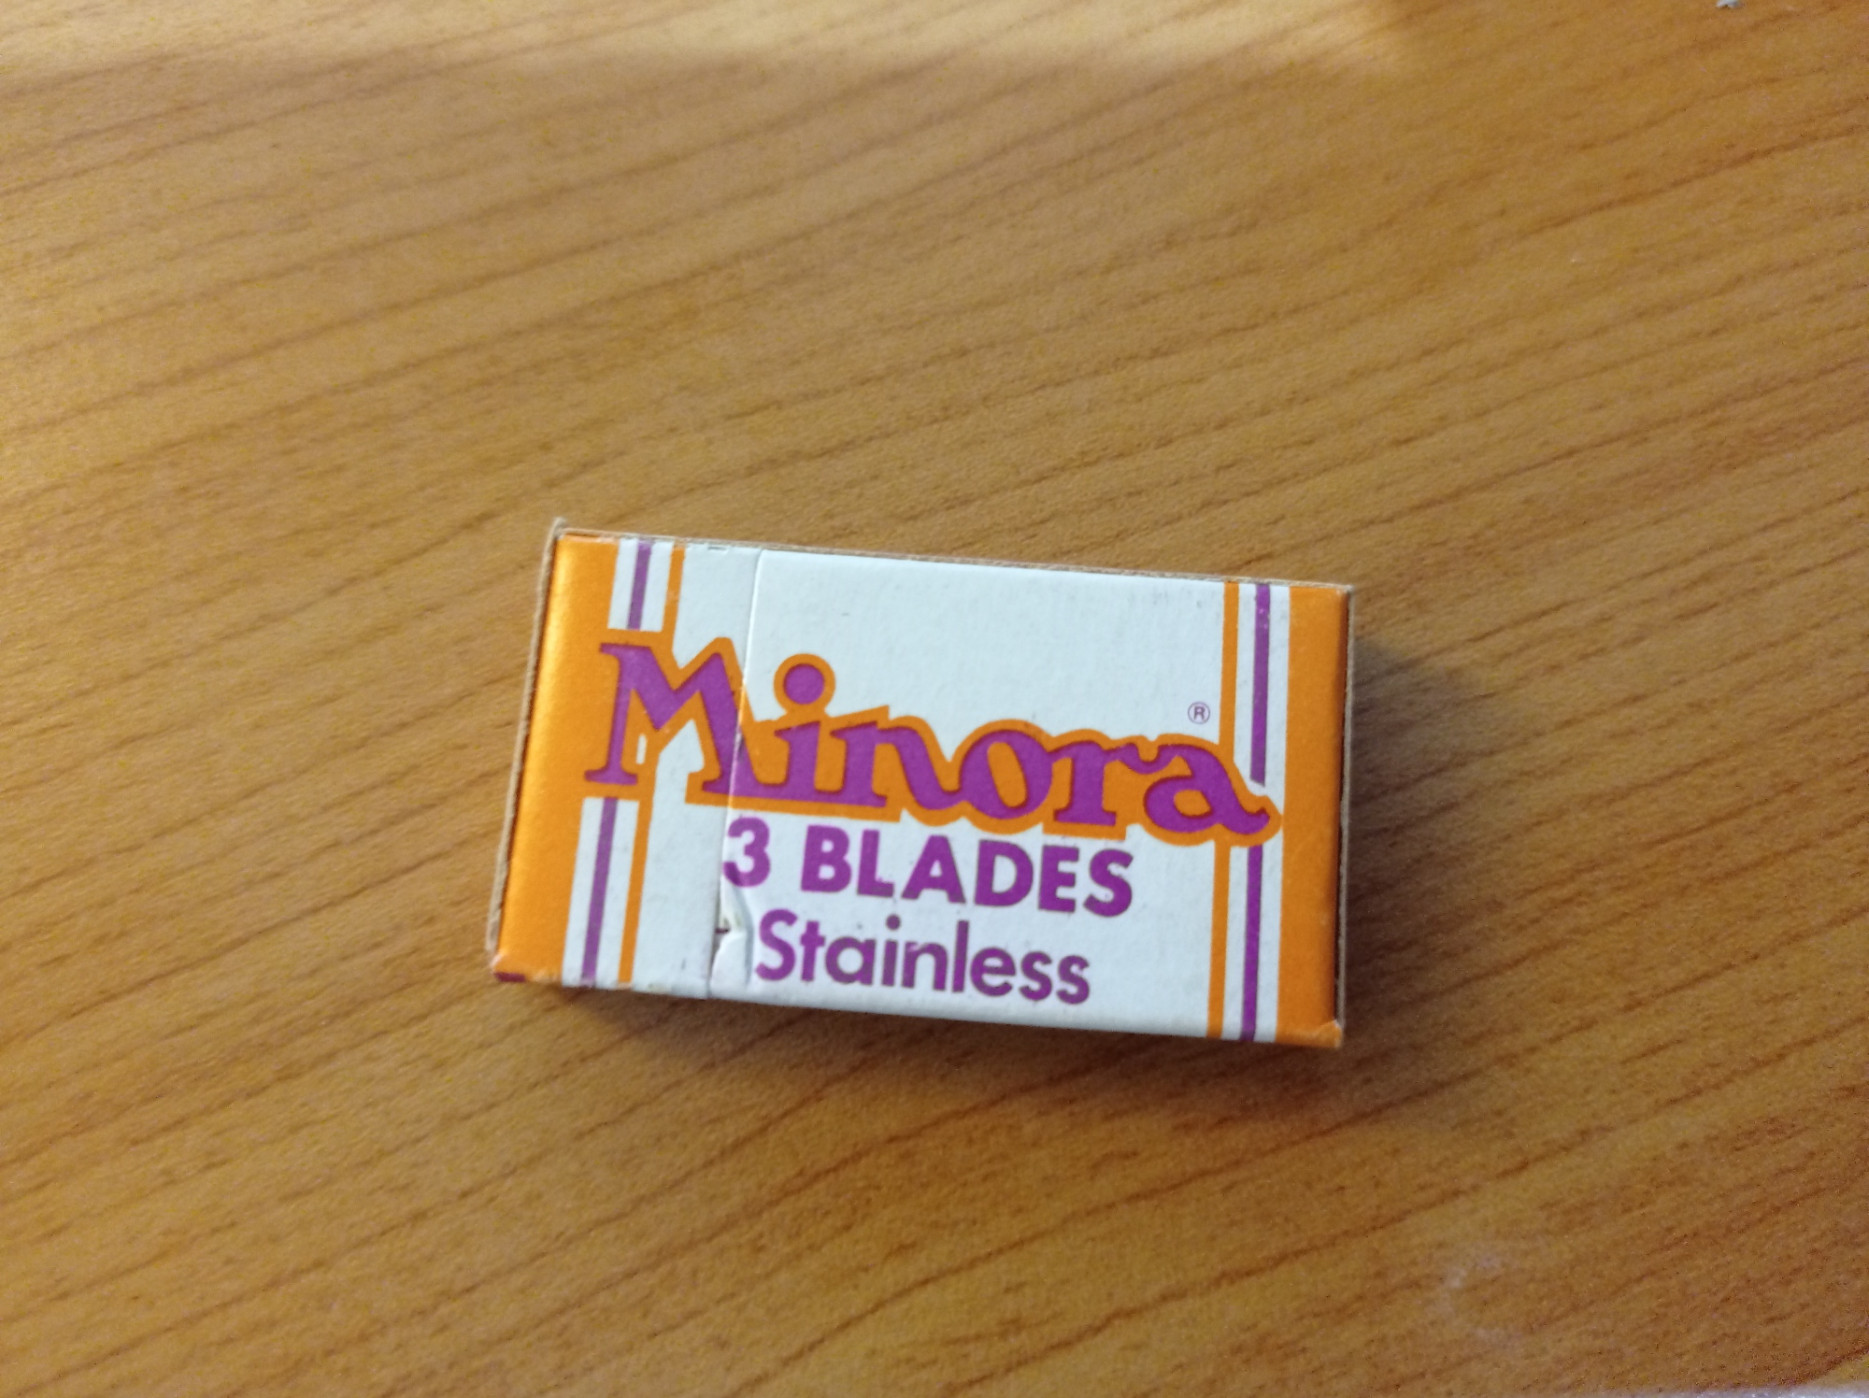 Minora ®
3 BLADES
Stainless